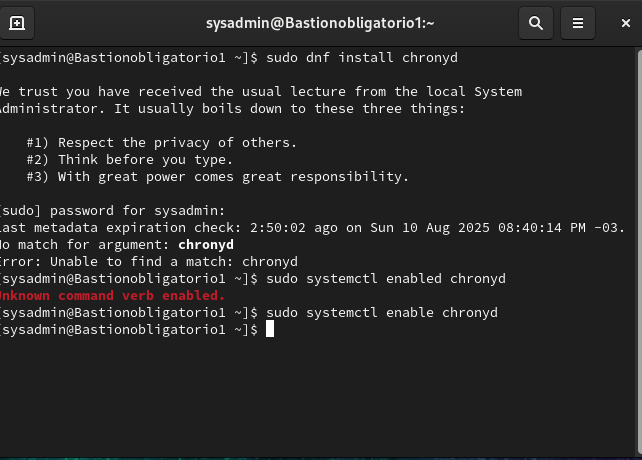 sysadmin@Bastionobligatorio1:~
[sysadmin@Bastionobligatorio1 ~]$ sudo dnf install chronyd
We trust you have received the usual lecture from the local System
Administrator. It usually boils down to these three things:
#1) Respect the privacy of others.
#2) Think before you type.
#3) With great power comes great responsibility.
[sudo] password for sysadmin:
Last metadata expiration check: 2:50:02 ago on Sun 10 Aug 2025 08:40:14 PM -03.
No match for argument: chronyd
Error: Unable to find a match: chronyd
[sysadmin@Bastionobligatorio1 ~]$ sudo systemctl enabled chronyd
Unknown command verb enabled.
[sysadmin@Bastionobligatorio1 ~]$ sudo systemctl enable chronyd
[sysadmin@Bastionobligatorio1 ~]$